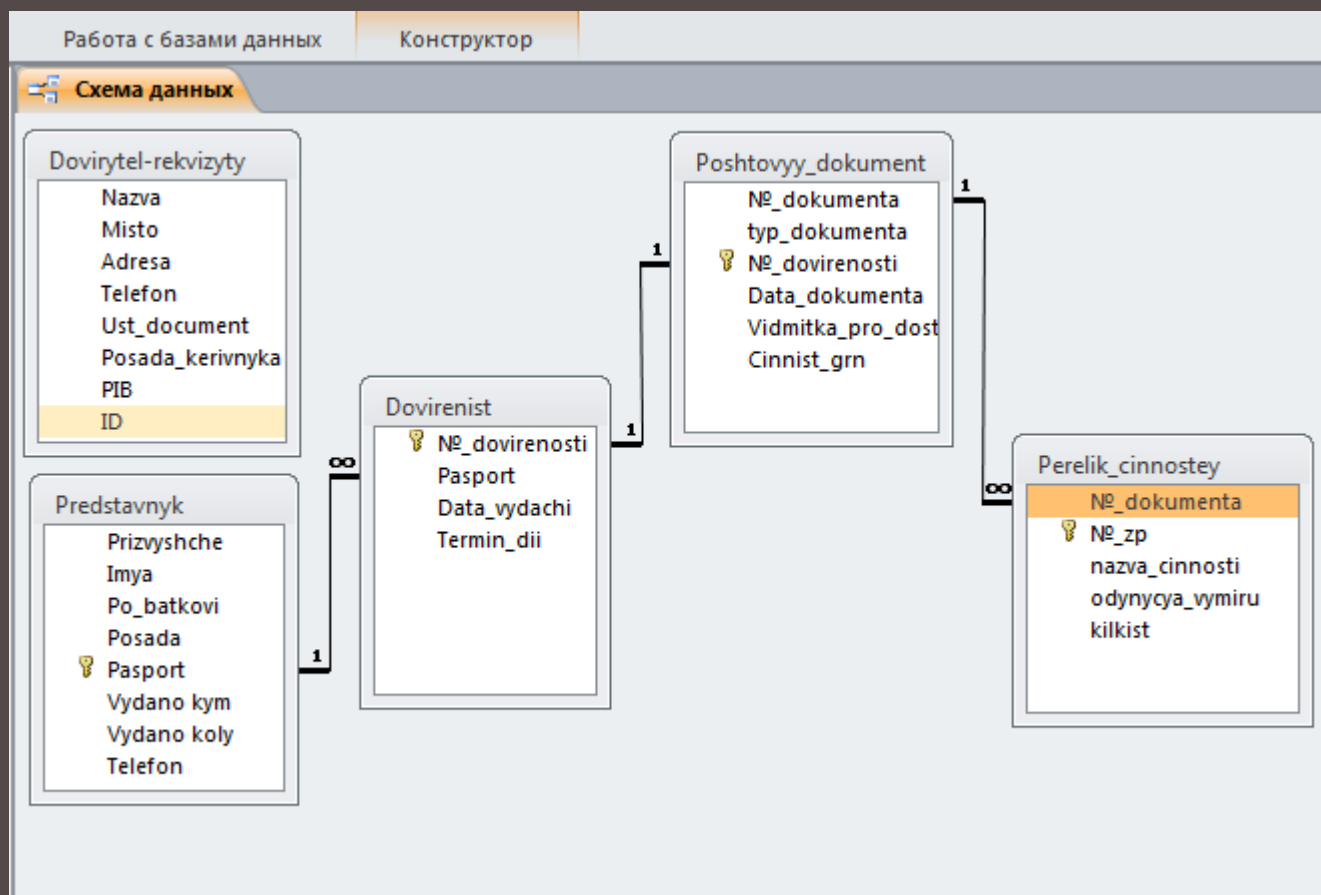 Работа с базами данных
Конструктор
Схема данных
Dovirytel-rekvizyty
Nazva
Misto
Adresa
Telefon
Ust_document
Posada_kerivnyka
PIB
ID
Predstavnyk
Prizvyshche
Imya
Po_batkovi
Posada
Pasport
Vydano kym
Vydano koly
Telefon
1
∞
Dovirenist
№_dovirenosti
Pasport
Data_vydachi
Termin_dii
1
1
Poshtovyy_dokument
№_dokumenta
typ_dokumenta
№_dovirenosti
Data_dokumenta
Vidmitka_pro_dost
Cinnist_grn
1
∞
Perelik_cinnostey
№_dokumenta
№_zp
nazva_cinnosti
odynycya_vymiru
kilkist